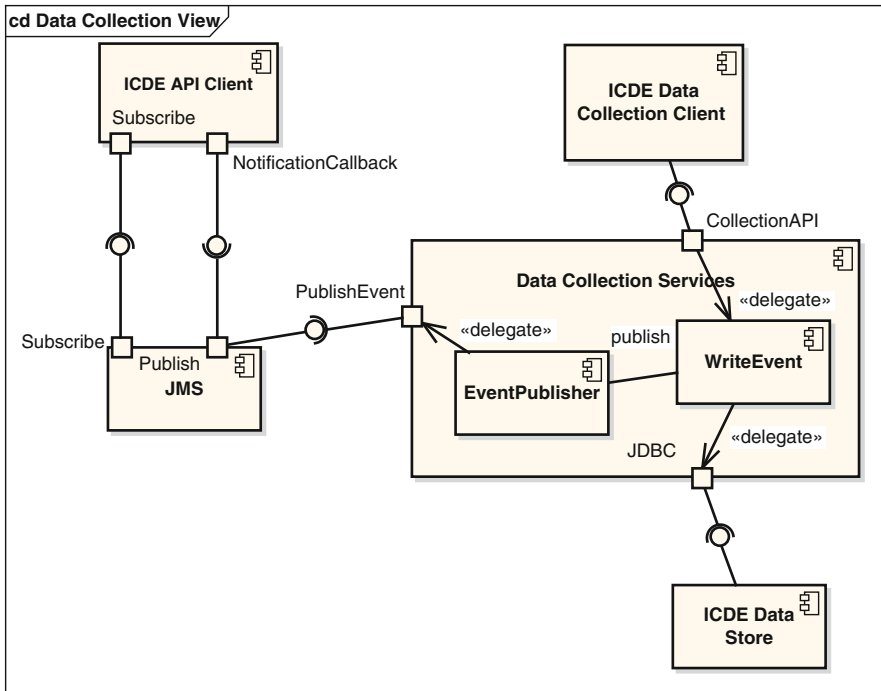 cd Data Collection View
ICDE API Client
Subscribe
NotificationCallback
ICDE Data
Collection Client
CollectionAPI
Data Collection Services
PublishEvent
«delegate»
«delegate»
publish
WriteEvent
EventPublisher
Subscribe
Publish
JMS
JDBC
«delegate»
ICDE Data
Store